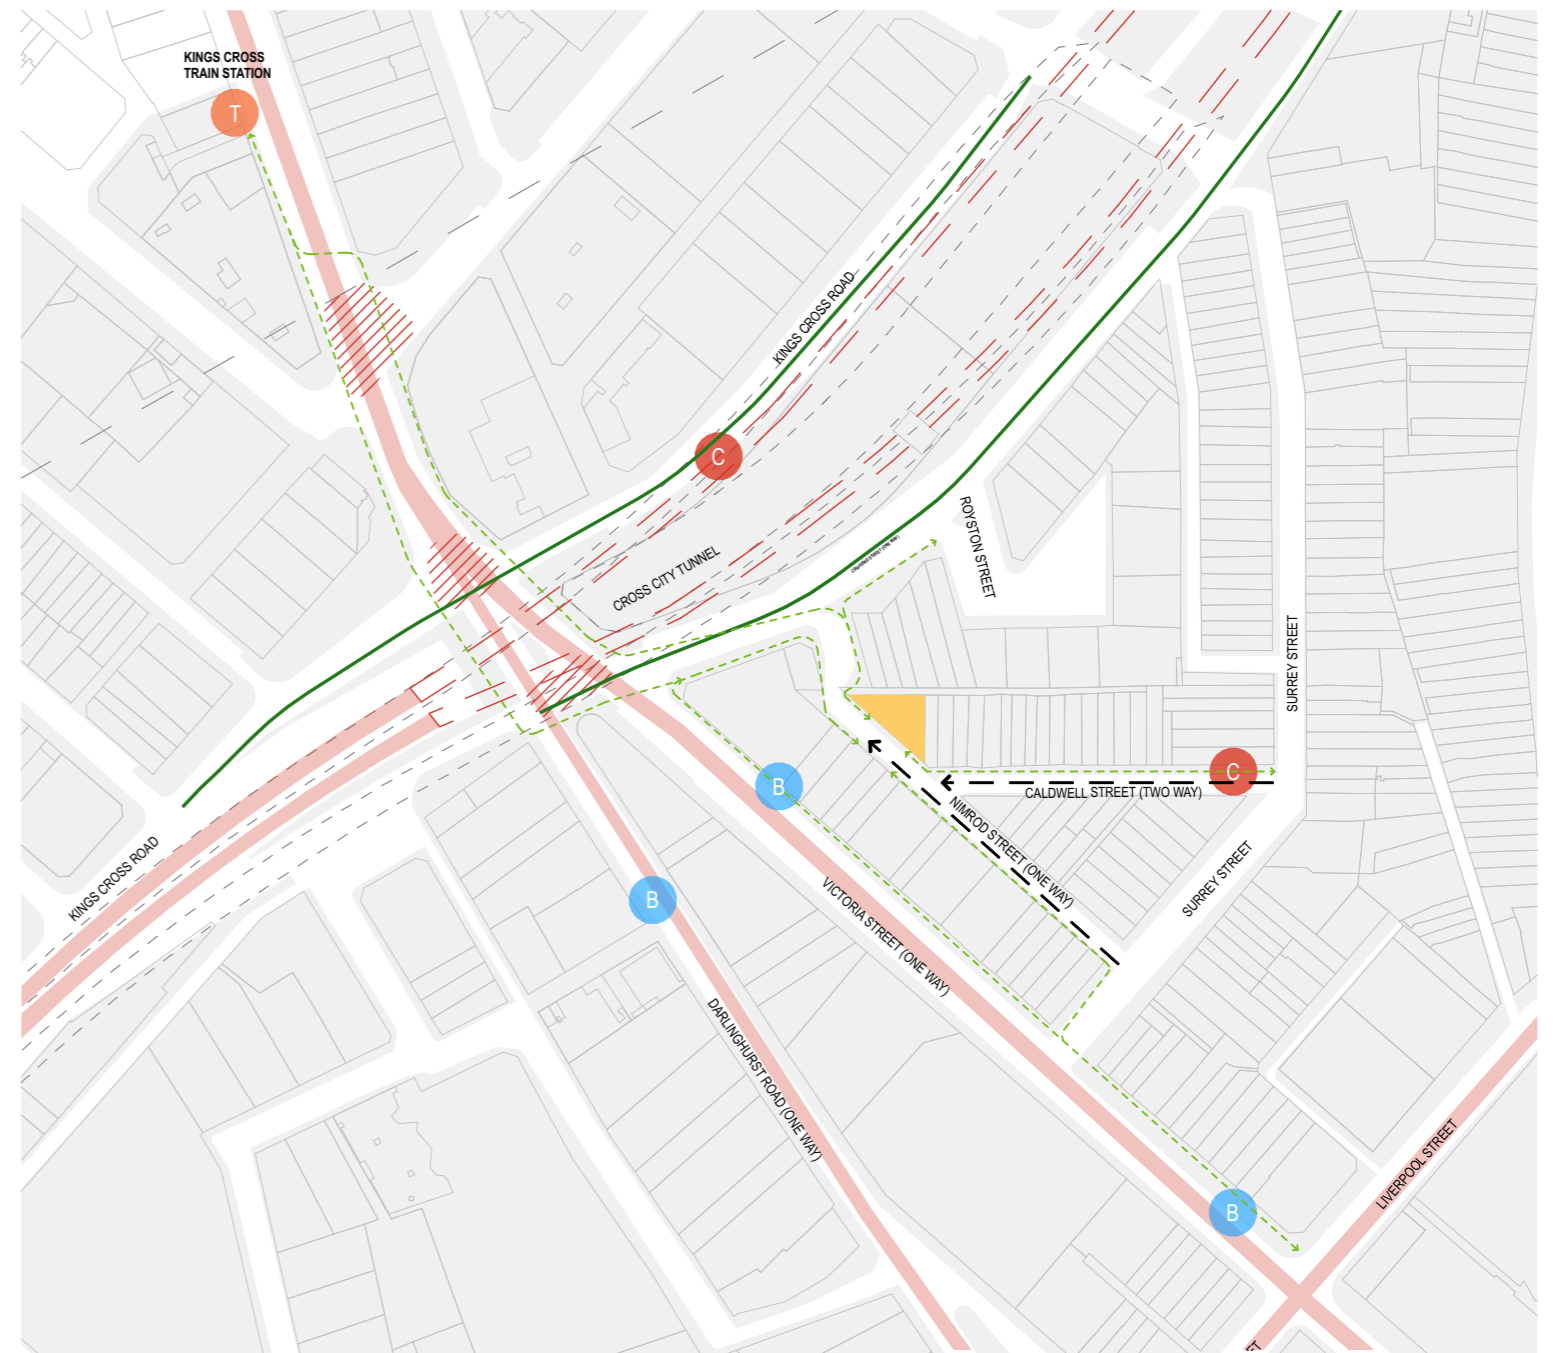 KINGS CROSS
TRAIN STATION
T
KINGS CROSS ROAD
C
ROYSTON STREET
CROSS CITY TUNNEL
SURREY STREET
C
CALDWELL STREET (TWO WAY)
B
NIMROD STREET (ONE WAY)
SURREY STREET
KINGS CROSS ROAD
B
VICTORIA STREET (ONE WAY)
DARLINGHURST ROAD (ONE WAY)
LIVERPOOL STREET
B
ET